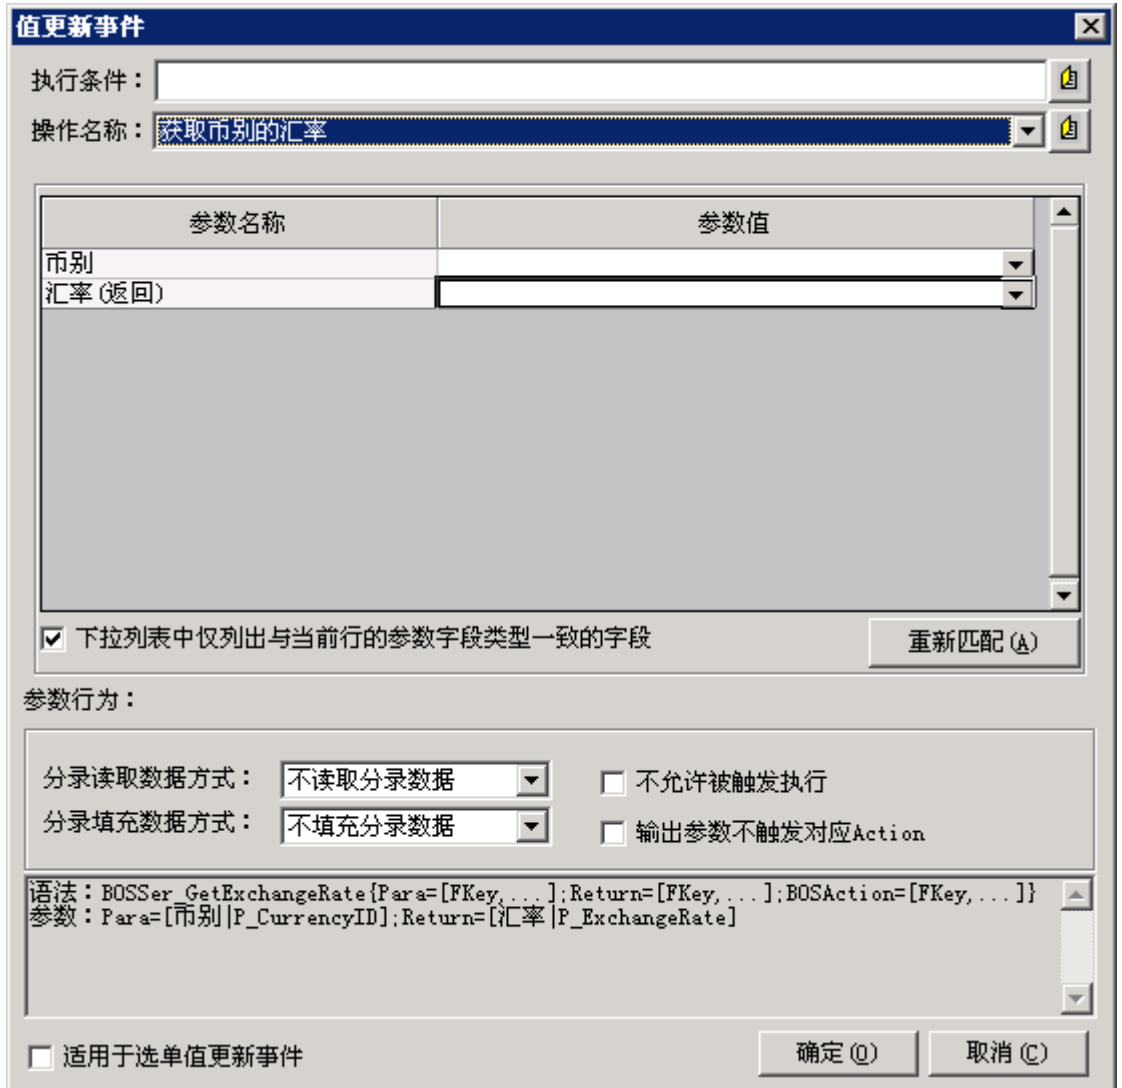 值更新事件
执行条件：
操作名称： 获取币别的汇率
参数名称 参数值
币别
汇率(返回)
下拉列表中仅列出与当前行的参数字段类型一致的字段 重新匹配(A)
参数行为：
分录读取数据方式： 不读取分录数据 不允许被触发执行
分录填充数据方式： 不填充分录数据 输出参数不触发对应Action
语法：BOSSer_GetExchangeRate{Para=[FKey,...];Return=[FKey,...];BOSAction=[FKey,...]}
参数：Para=[币别|P_CurrencyID];Return=[汇率|P_ExchangeRate]
适用于选单值更新事件 确定(O) 取消(C)